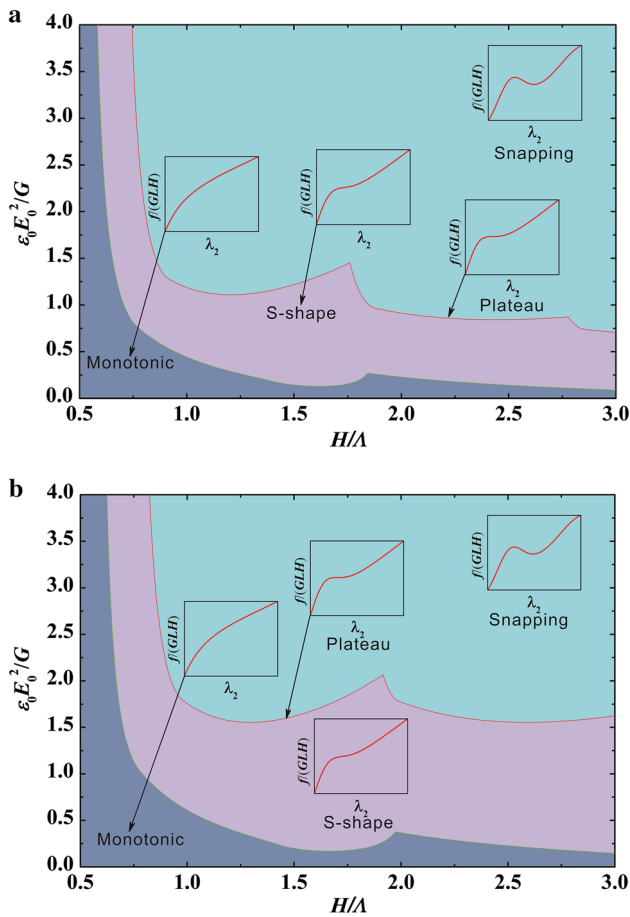 a
4.0
3.5
3.0
2.5
2.0
1.5
1.0
0.5
0.0
ε₀E₀²/G
f/(GLH)
λ₂
Snapping
f/(GLH)
λ₂
f/(GLH)
λ₂
f/(GLH)
λ₂
Plateau
S-shape
Monotonic
0.5 1.0 1.5 2.0 2.5 3.0
H/Λ
b
4.0
3.5
3.0
2.5
2.0
1.5
1.0
0.5
0.0
ε₀E₀²/G
f/(GLH)
λ₂
Snapping
f/(GLH)
λ₂
Plateau
f/(GLH)
λ₂
f/(GLH)
λ₂
S-shape
Monotonic
0.5 1.0 1.5 2.0 2.5 3.0
H/Λ